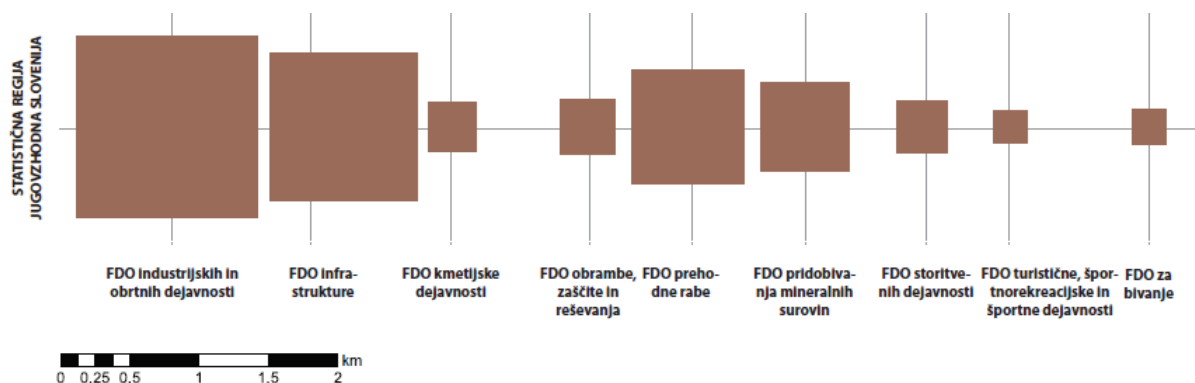 STATISTIČNA REGIJA
JUGOVZHODNA SLOVENIJA
FDO industrijskih in
obrtnih dejavnosti
FDO infra-
strukture
FDO kmetijske
dejavnosti
FDO obrambe,
zaščite in
reševanja
FDO preho-
dne rabe
FDO pridobiva-
nja mineralnih
surovin
FDO storitve-
nih dejavnosti
FDO turistične, špor-
tnorekreacijske in
športne dejavnosti
FDO za
bivanje
km
0 0.25 0.5 1 1.5 2